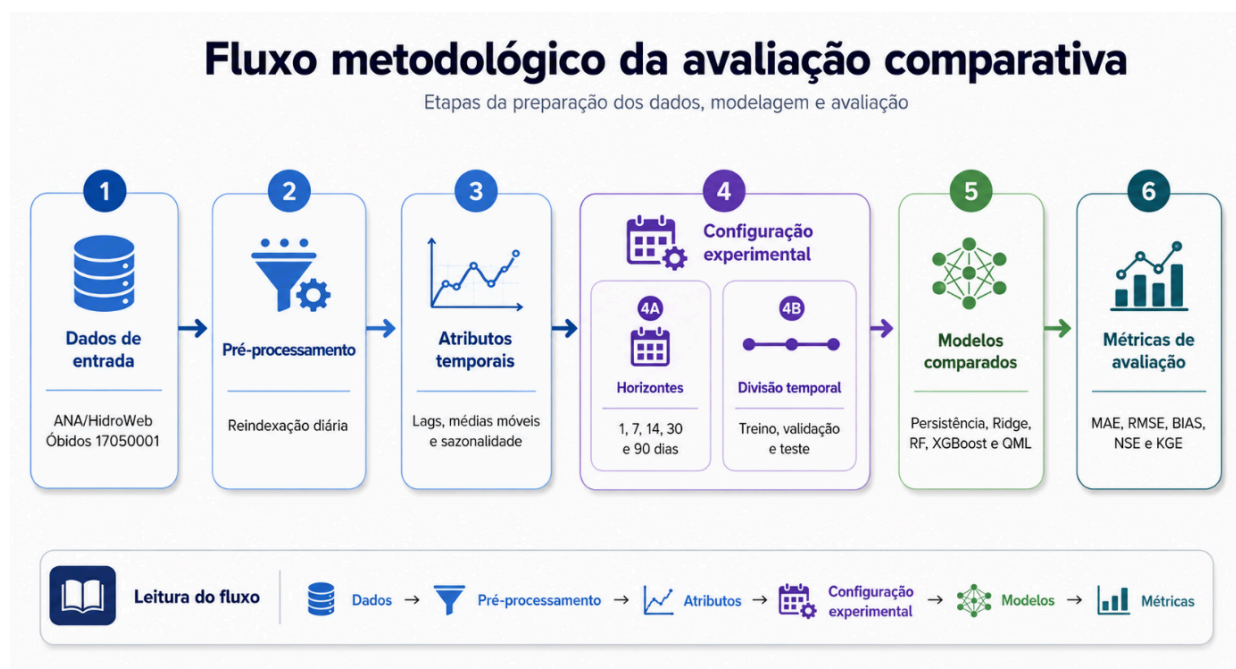 Fluxo metodológico da avaliação comparativa
Etapas da preparação dos dados, modelagem e avaliação
1
Dados de
entrada
ANA/HidroWeb
Óbidos 17050001
2
Pré-processamento
Reindexação diária
3
Atributos
temporais
Lags, médias móveis
e sazonalidade
4
Configuração
experimental
4A
Horizontes
1, 7, 14, 30
e 90 dias
4B
Divisão temporal
Treino, validação
e teste
5
Modelos
comparados
Persistência, Ridge,
RF, XGBoost e QML
6
Métricas de
avaliação
MAE, RMSE, BIAS,
NSE e KGE
Leitura do fluxo
Dados → Pré-processamento → Atributos → Configuração
experimental → Modelos → Métricas